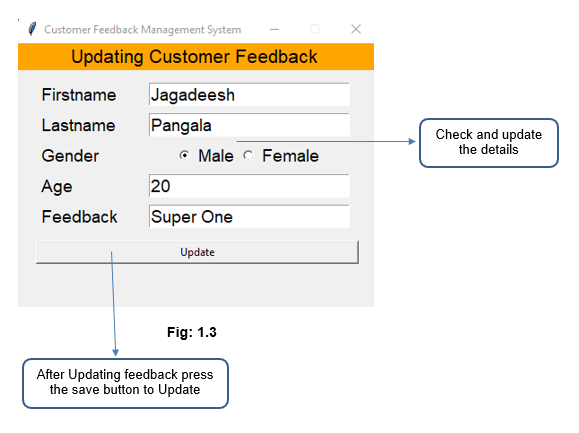 Customer Feedback Management System
Updating Customer Feedback
Firstname Jagadeesh
Lastname Pangala
Gender Male Female
Age 20
Feedback Super One
Update
Check and update
the details
Fig: 1.3
After Updating feedback press
the save button to Update